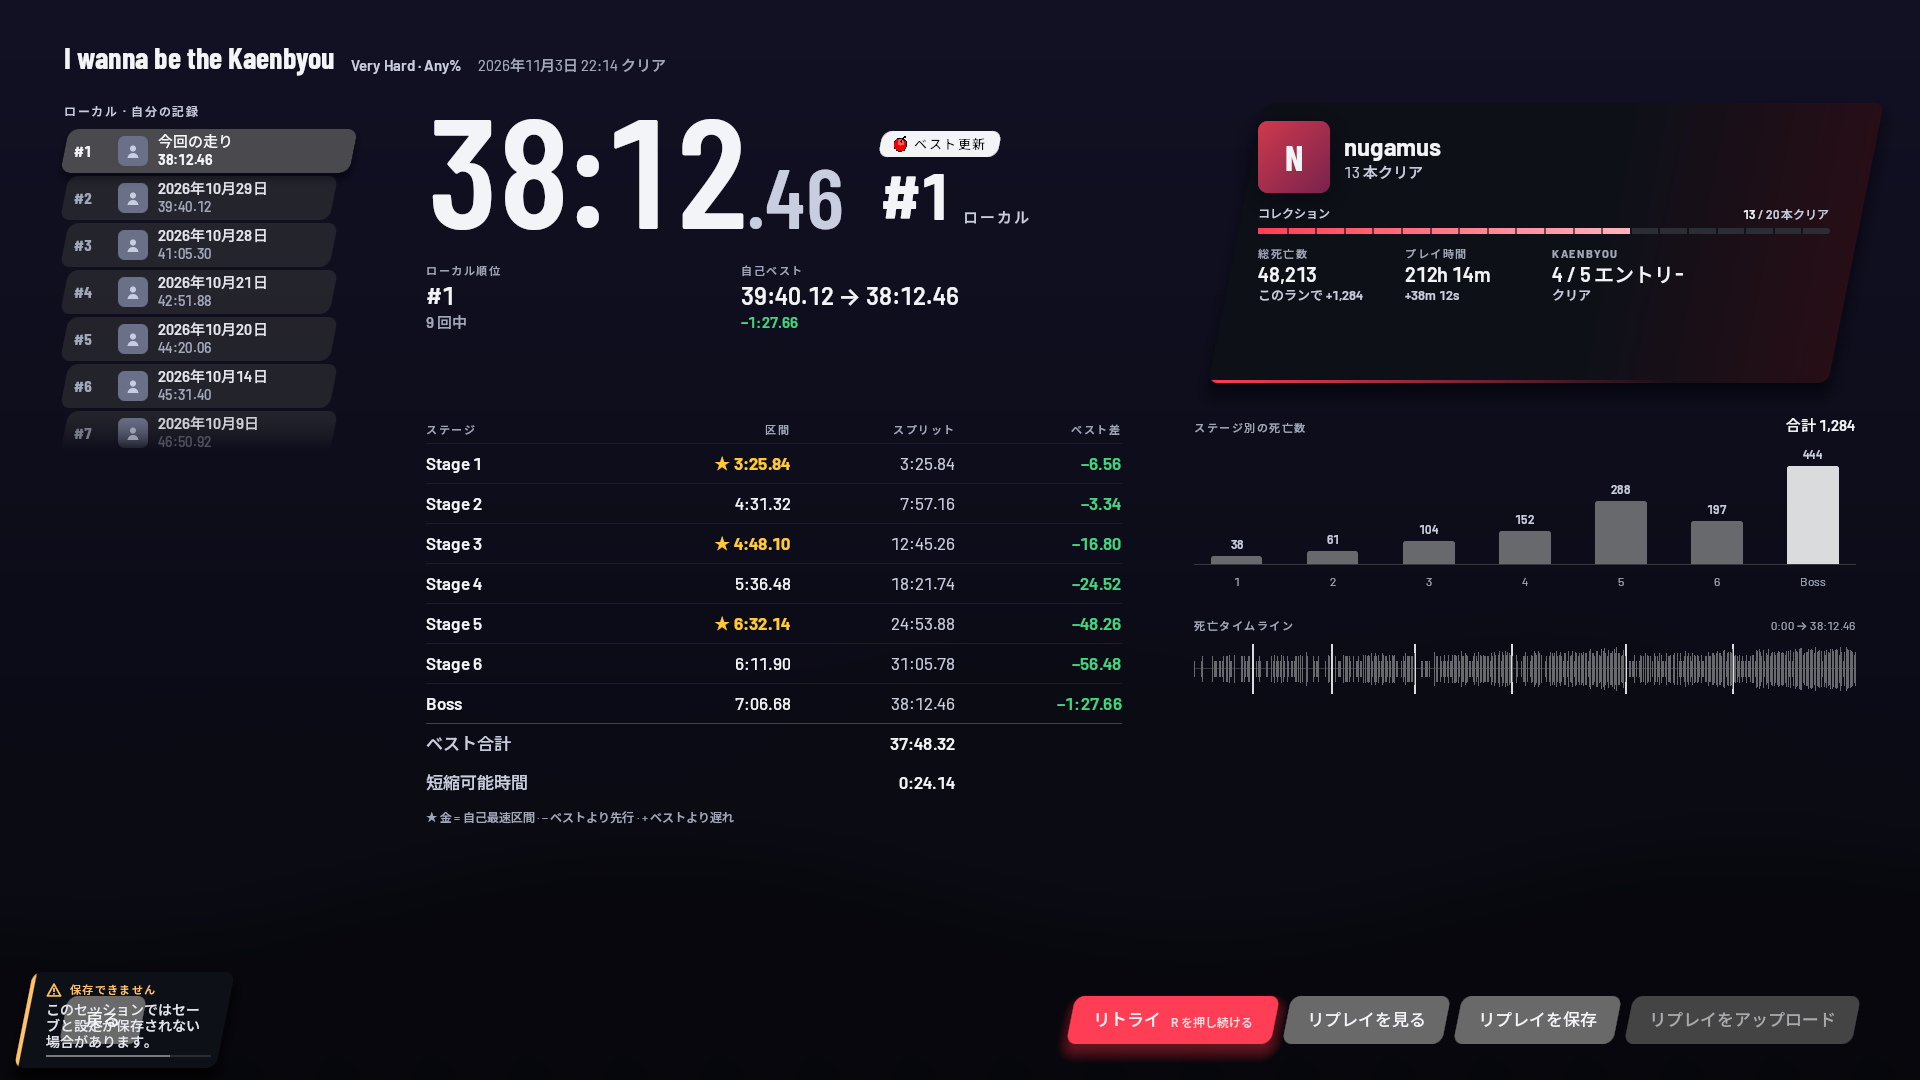 I wanna be the Kaenbyou Very Hard · Any% 2026年11月3日 22:14 クリア
ローカル · 自分の記録
#1 今回の走り
38:12.46
#2 2026年10月29日
39:40.12
#3 2026年10月28日
41:05.30
#4 2026年10月21日
42:51.88
#5 2026年10月20日
44:20.06
#6 2026年10月14日
45:31.40
#7 2026年10月9日
46:50.92
38:12.46
ベスト更新
#1 ローカル
ローカル順位
#1
9 回中
自己ベスト
39:40.12 → 38:12.46
−1:27.66
N
nugamus
13 本クリア
コレクション 13 / 20本クリア
総死亡数
48,213
このランで +1,284
プレイ時間
212h 14m
+38m 12s
KAENBYOU
4 / 5 エントリー
クリア
ステージ 区間 スプリット ベスト差
Stage 1 ★ 3:25.84 3:25.84 −6.56
Stage 2 4:31.32 7:57.16 −3.34
Stage 3 ★ 4:48.10 12:45.26 −16.80
Stage 4 5:36.48 18:21.74 −24.52
Stage 5 ★ 6:32.14 24:53.88 −48.26
Stage 6 6:11.90 31:05.78 −56.48
Boss 7:06.68 38:12.46 −1:27.66
ベスト合計 37:48.32
短縮可能時間 0:24.14
★ 金 = 自己最速区間 · − ベストより先行 · + ベストより遅れ
ステージ別の死亡数 合計 1,284
38 61 104 152 288 197 444
1 2 3 4 5 6 Boss
死亡タイムライン 0:00 → 38:12.46
保存できません
このセッションではセー
ブと設定が保存されない
場合があります。
戻る
リトライ R を押し続ける
リプレイを見る
リプレイを保存
リプレイをアップロード